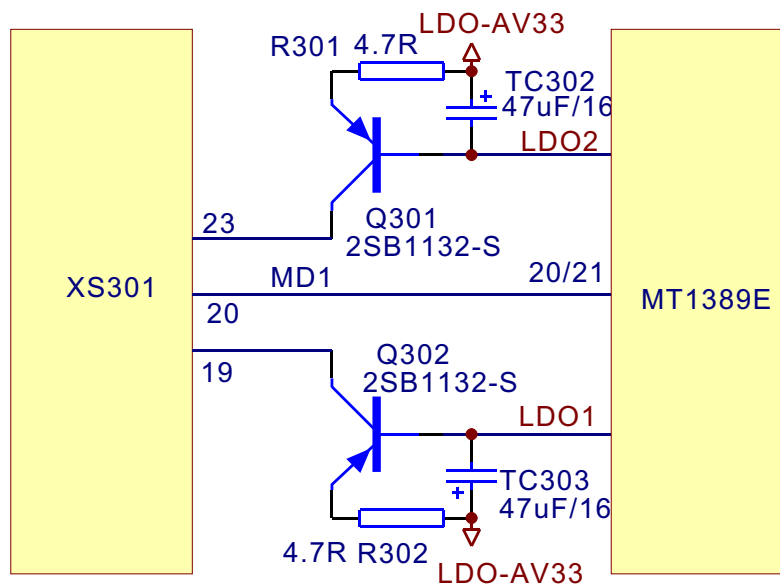 LDO-AV33
R301 4.7R
TC302
47uF/16
LDO2
23
Q301
2SB1132-S
XS301
MD1
20/21
MT1389E
20
19
Q302
2SB1132-S
LDO1
TC303
47uF/16
4.7R R302
LDO-AV33